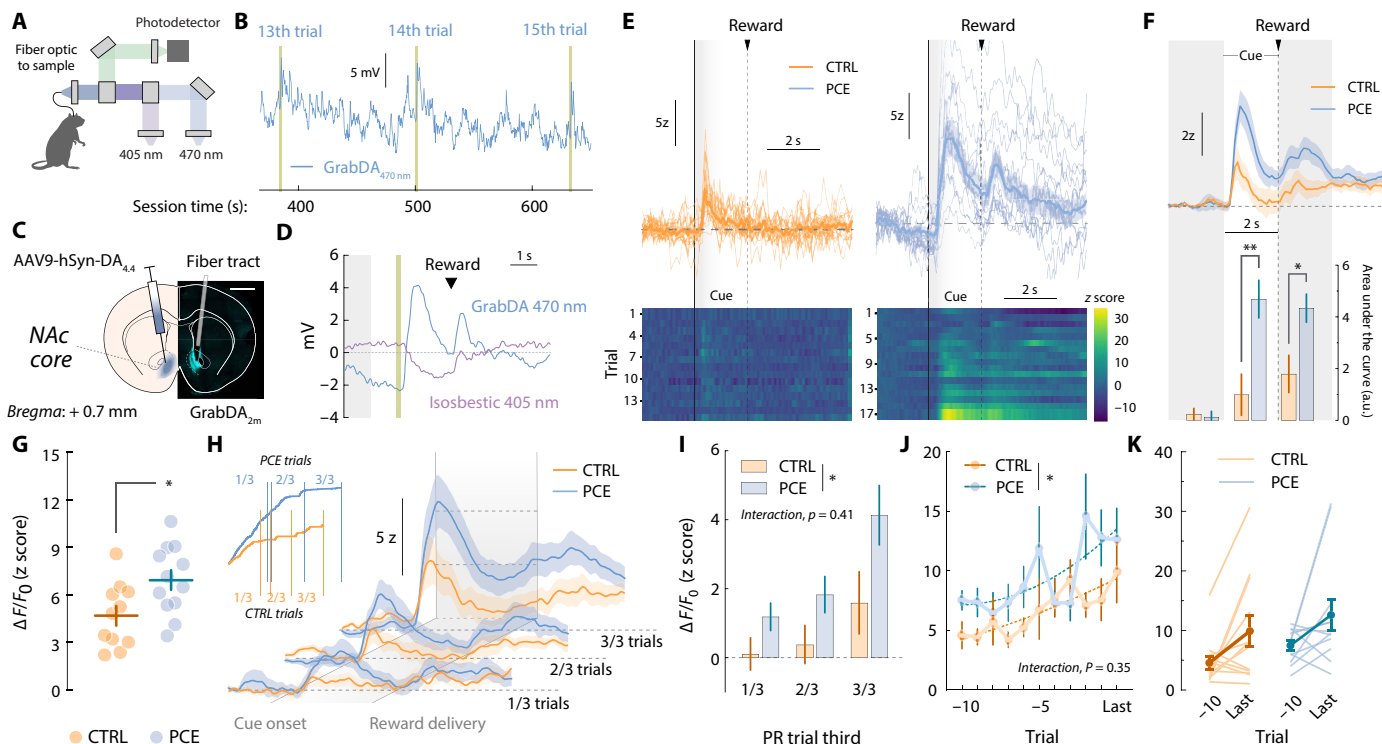 A
Photodetector
Fiber optic
to sample
405 nm
470 nm
B
13th trial
14th trial
15th trial
5 mV
GrabDA470 nm
Session time (s):
400
500
600
C
AAV9-hSyn-DA4.4
Fiber tract
NAc
core
Bregma: + 0.7 mm
GrabDA2m
D
6
4
2
0
−2
−4
mV
Reward
1 s
GrabDA 470 nm
Isosbestic 405 nm
E
Reward
CTRL
PCE
5z
2 s
Cue
Trial
1
4
7
10
13
Reward
5z
Cue
2 s
1
5
9
13
17
z score
30
20
10
0
−10
F
Reward
Cue
CTRL
PCE
2z
2 s
**
*
6
4
2
0
Area under the curve (a.u.)
G
15
12
9
6
3
0
ΔF/F0 (z score)
*
CTRL
PCE
H
PCE trials
1/3
2/3
3/3
1/3
2/3
3/3
CTRL trials
5 z
CTRL
PCE
3/3 trials
2/3 trials
1/3 trials
Cue onset
Reward delivery
I
6
4
2
0
ΔF/F0 (z score)
CTRL
PCE
*
Interaction, p = 0.41
1/3
2/3
3/3
PR trial third
J
20
15
10
5
0
CTRL
PCE
*
Interaction, P = 0.35
−10
−5
Last
Trial
K
40
30
20
10
0
CTRL
PCE
−10
Last
−10
Last
Trial